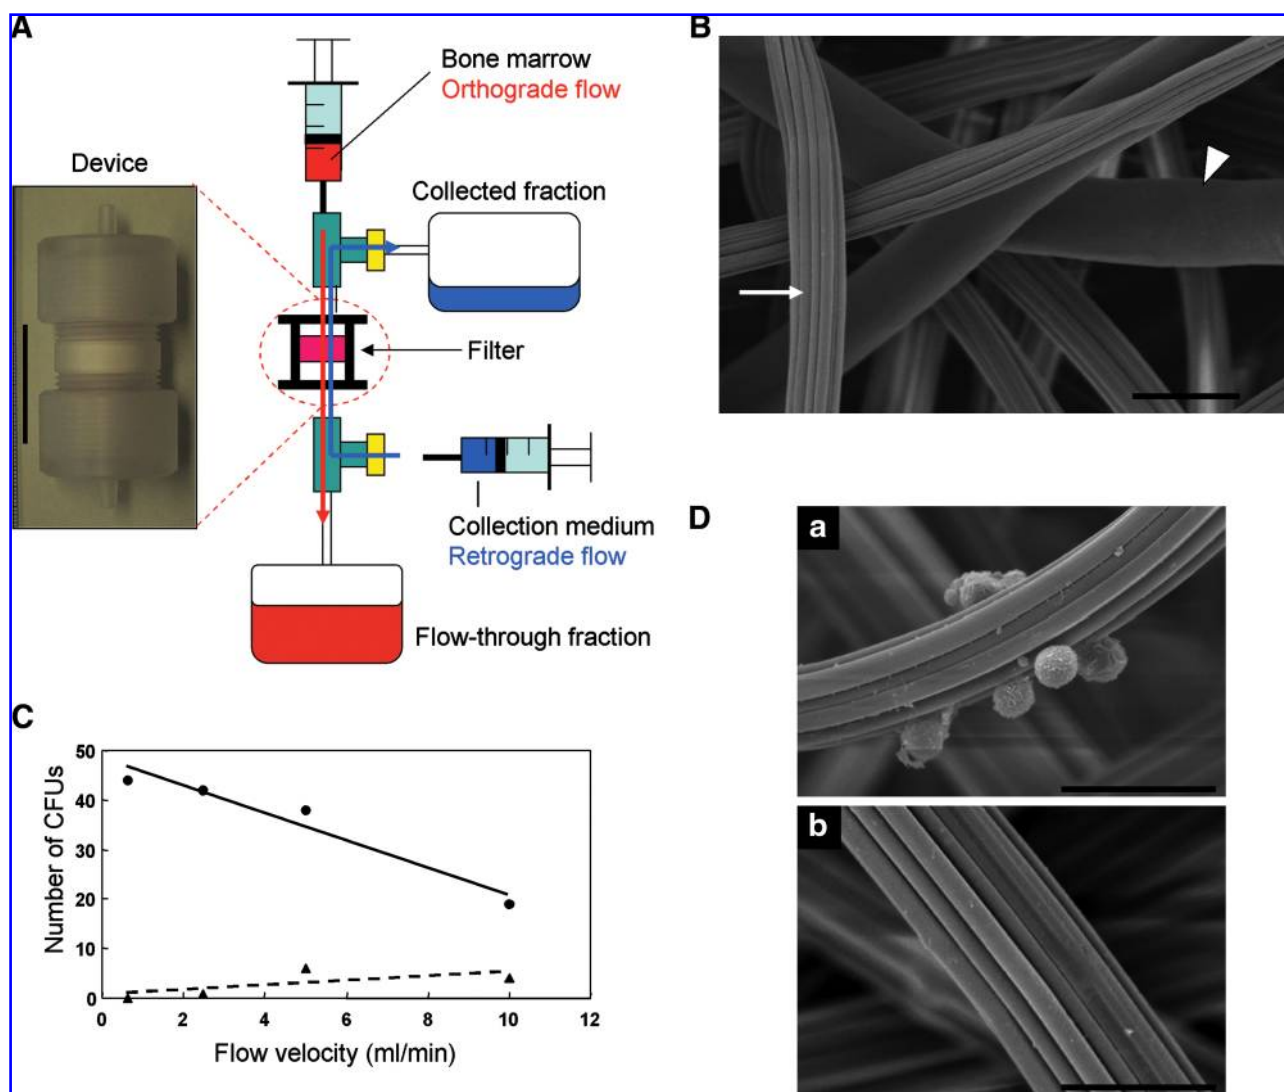 A
Bone marrow
Orthograde flow
Device
Collected fraction
Filter
Collection medium
Retrograde flow
Flow-through fraction
B
C
50
40
30
20
10
0
0 2 4 6 8 10 12
Number of CFUs
Flow velocity (ml/min)
D
a
b